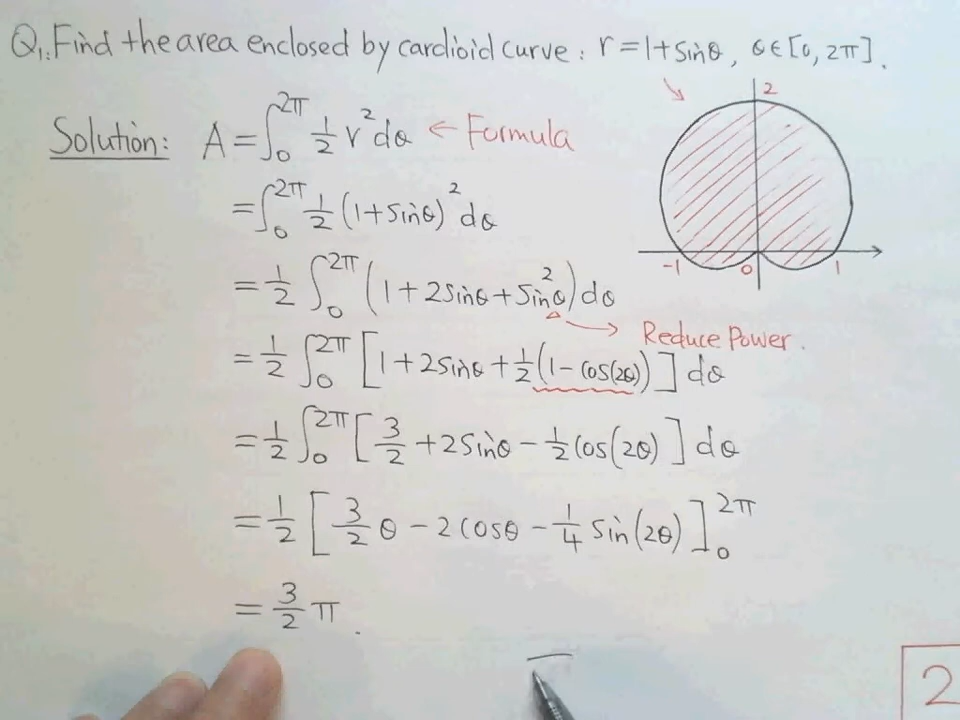 Q1: Find the area enclosed by cardioid curve: r = 1+sinθ, θ∈[0, 2π].
2
Solution: A = ∫₀^2π 1/2 r² dθ ← Formula
= ∫₀^2π 1/2 (1+sinθ)² dθ
-1 0 1
= 1/2 ∫₀^2π (1+2sinθ+sin²θ) dθ
→ Reduce Power.
= 1/2 ∫₀^2π [1+2sinθ+1/2(1-cos(2θ))] dθ
= 1/2 ∫₀^2π [3/2 +2sinθ - 1/2 cos(2θ)] dθ
= 1/2 [3/2 θ - 2cosθ - 1/4 sin(2θ)]₀^2π
= 3/2 π.
2